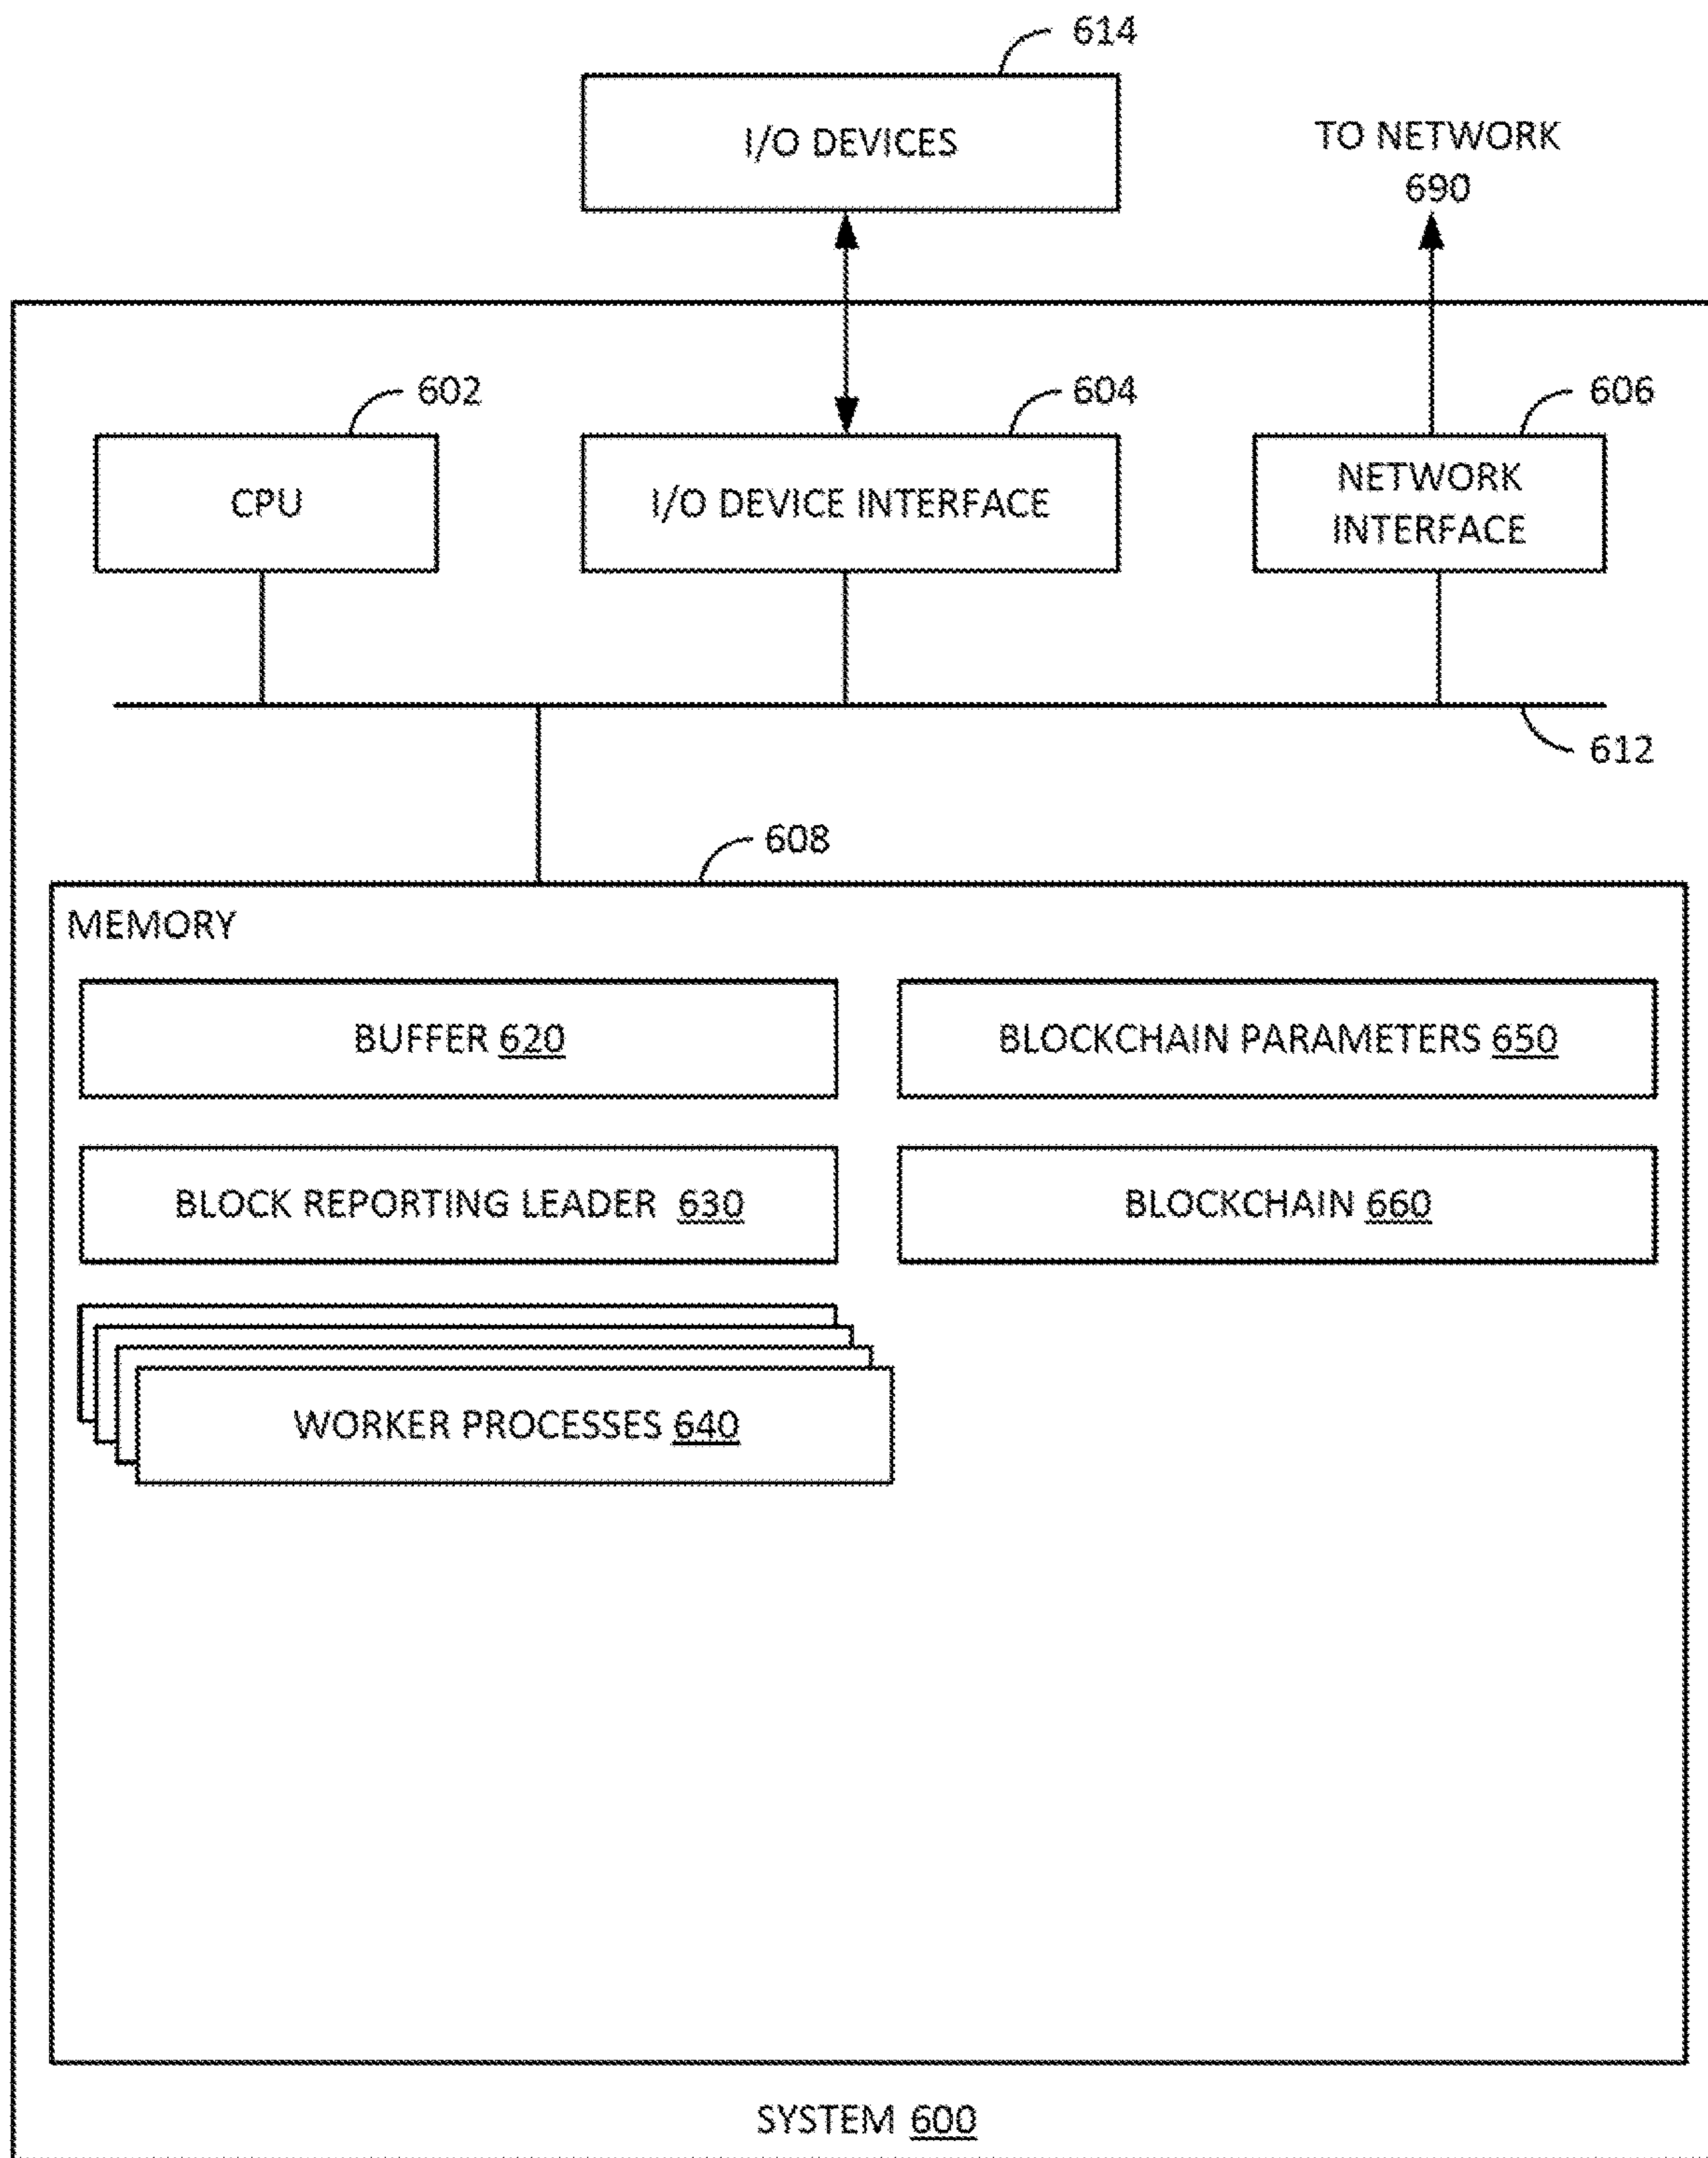 614
I/O DEVICES
TO NETWORK
690
602
604
606
CPU
I/O DEVICE INTERFACE
NETWORK
INTERFACE
612
608
MEMORY
BUFFER 620
BLOCKCHAIN PARAMETERS 650
BLOCK REPORTING LEADER 630
BLOCKCHAIN 660
WORKER PROCESSES 640
SYSTEM 600